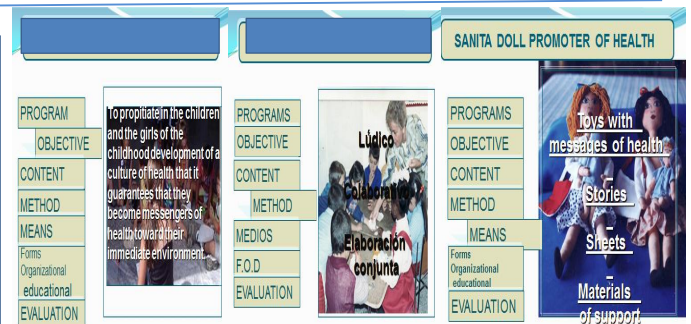 PROGRAM
OBJECTIVE
CONTENT
METHOD
MEANS
Forms
Organizational
educational
EVALUATION
To propitiate in the children
and the girls of the
childhood development of a
culture of health that it
guarantees that they
become messengers of
health toward their
immediate environment.
PROGRAMS
OBJECTIVE
CONTENT
METHOD
MEDIOS
F.O.D
EVALUATION
Lúdico
Colaborativo
Elaboración
conjunta
SANITA DOLL PROMOTER OF HEALTH
PROGRAMS
OBJECTIVE
CONTENT
METHOD
MEANS
Forms
Organizational
educational
EVALUATION
Toys with
messages of health
Stories
Sheets
Materials
of support